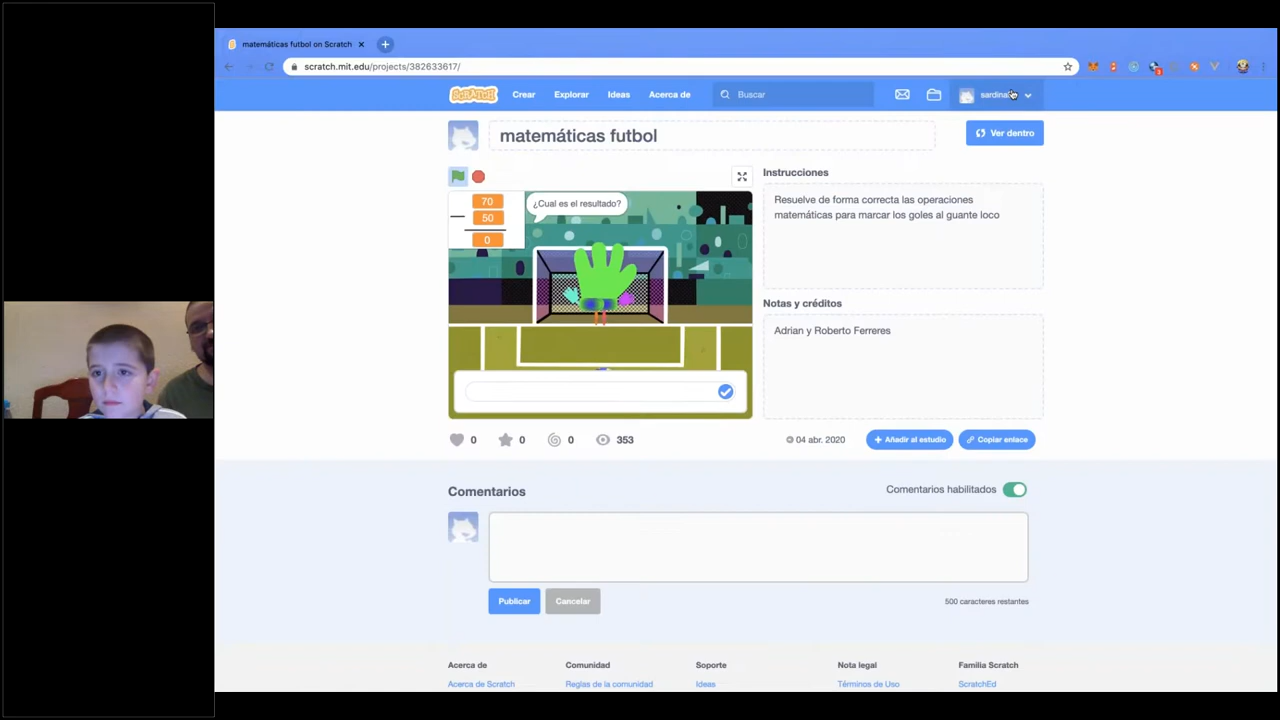 matemáticas futbol on Scratch
scratch.mit.edu/projects/382633617/
SCRATCH
Crear
Explorar
Ideas
Acerca de
Buscar
matemáticas futbol
Ver dentro
Instrucciones
70
¿Cual es el resultado?
50
0
Resuelve de forma correcta las operaciones
matemáticas para marcar los goles al guante loco
Notas y créditos
Adrian y Roberto Ferreres
0
0
0
353
04 abr. 2020
Añadir al estudio
Copiar enlace
Comentarios
Comentarios habilitados
Publicar
Cancelar
500 caracteres restantes
Acerca de
Comunidad
Soporte
Nota legal
Familia Scratch
Acerca de Scratch
Reglas de la comunidad
Ideas
Términos de Uso
ScratchEd